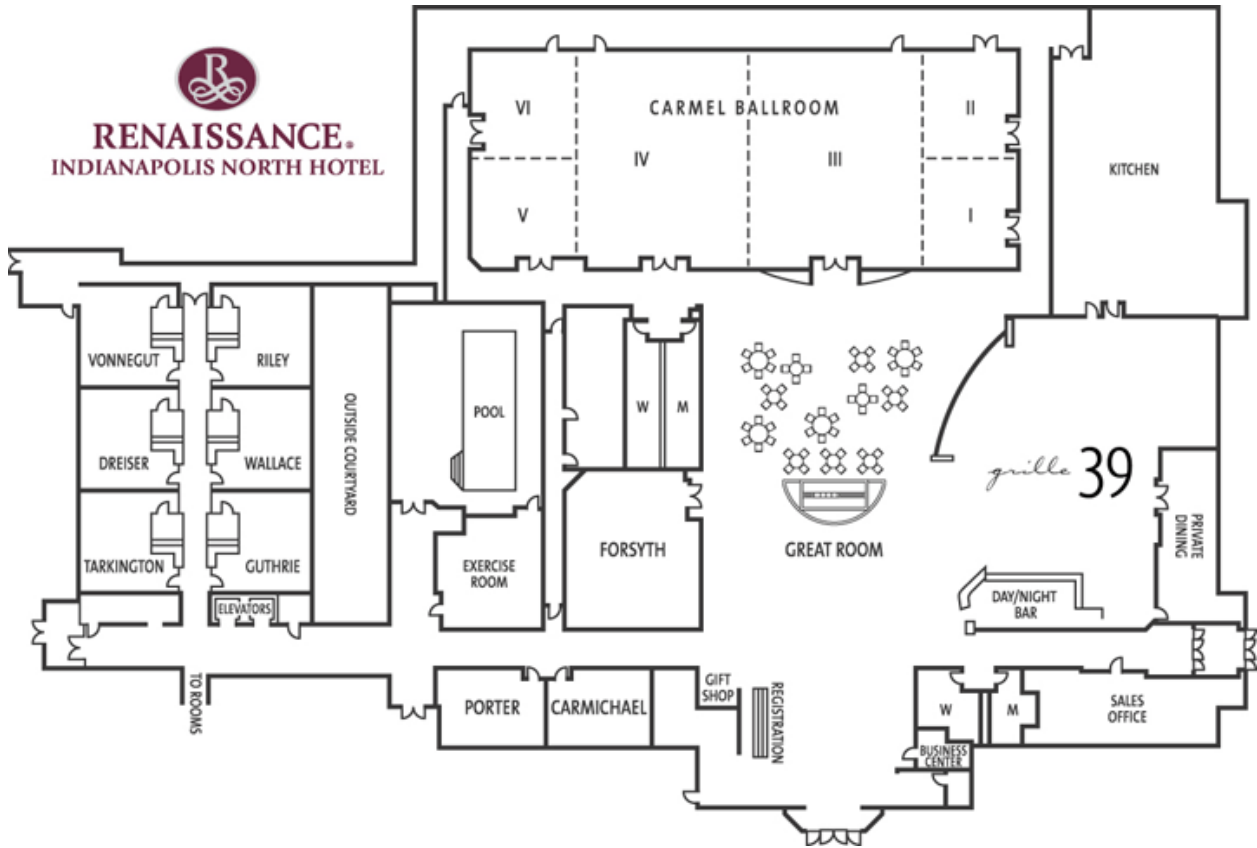 R
RENAISSANCE®
INDIANAPOLIS NORTH HOTEL
CARMEL BALLROOM
VI
IV
III
II
V
I
KITCHEN
VONNEGUT
RILEY
DREISER
WALLACE
TARKINGTON
GUTHRIE
ELEVATORS
OUTSIDE COURTYARD
POOL
EXERCISE
ROOM
W
M
FORSYTH
GREAT ROOM
grille 39
PRIVATE
DINING
DAY/NIGHT
BAR
TO ROOMS
PORTER
CARMICHAEL
GIFT
SHOP
REGISTRATION
W
M
SALES
OFFICE
BUSINESS
CENTER